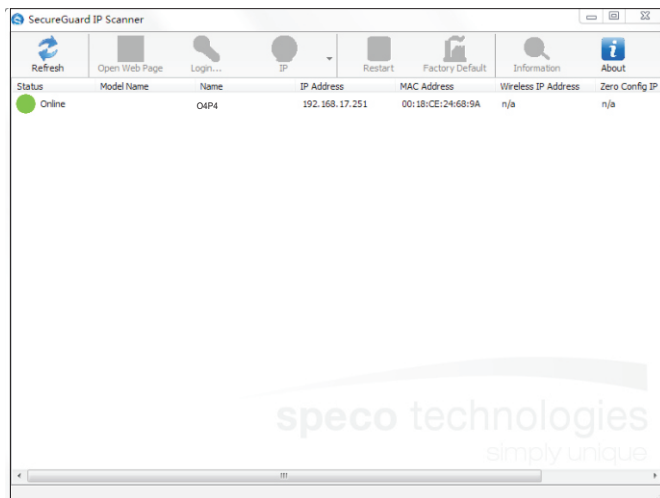 SecureGuard IP Scanner
Refresh Open Web Page Login... IP Restart Factory Default Information About
Status Model Name Name IP Address MAC Address Wireless IP Address Zero Config IP
Online O4P4 192.168.17.251 00:18:CE:24:68:9A n/a n/a
speco technologies
simply unique